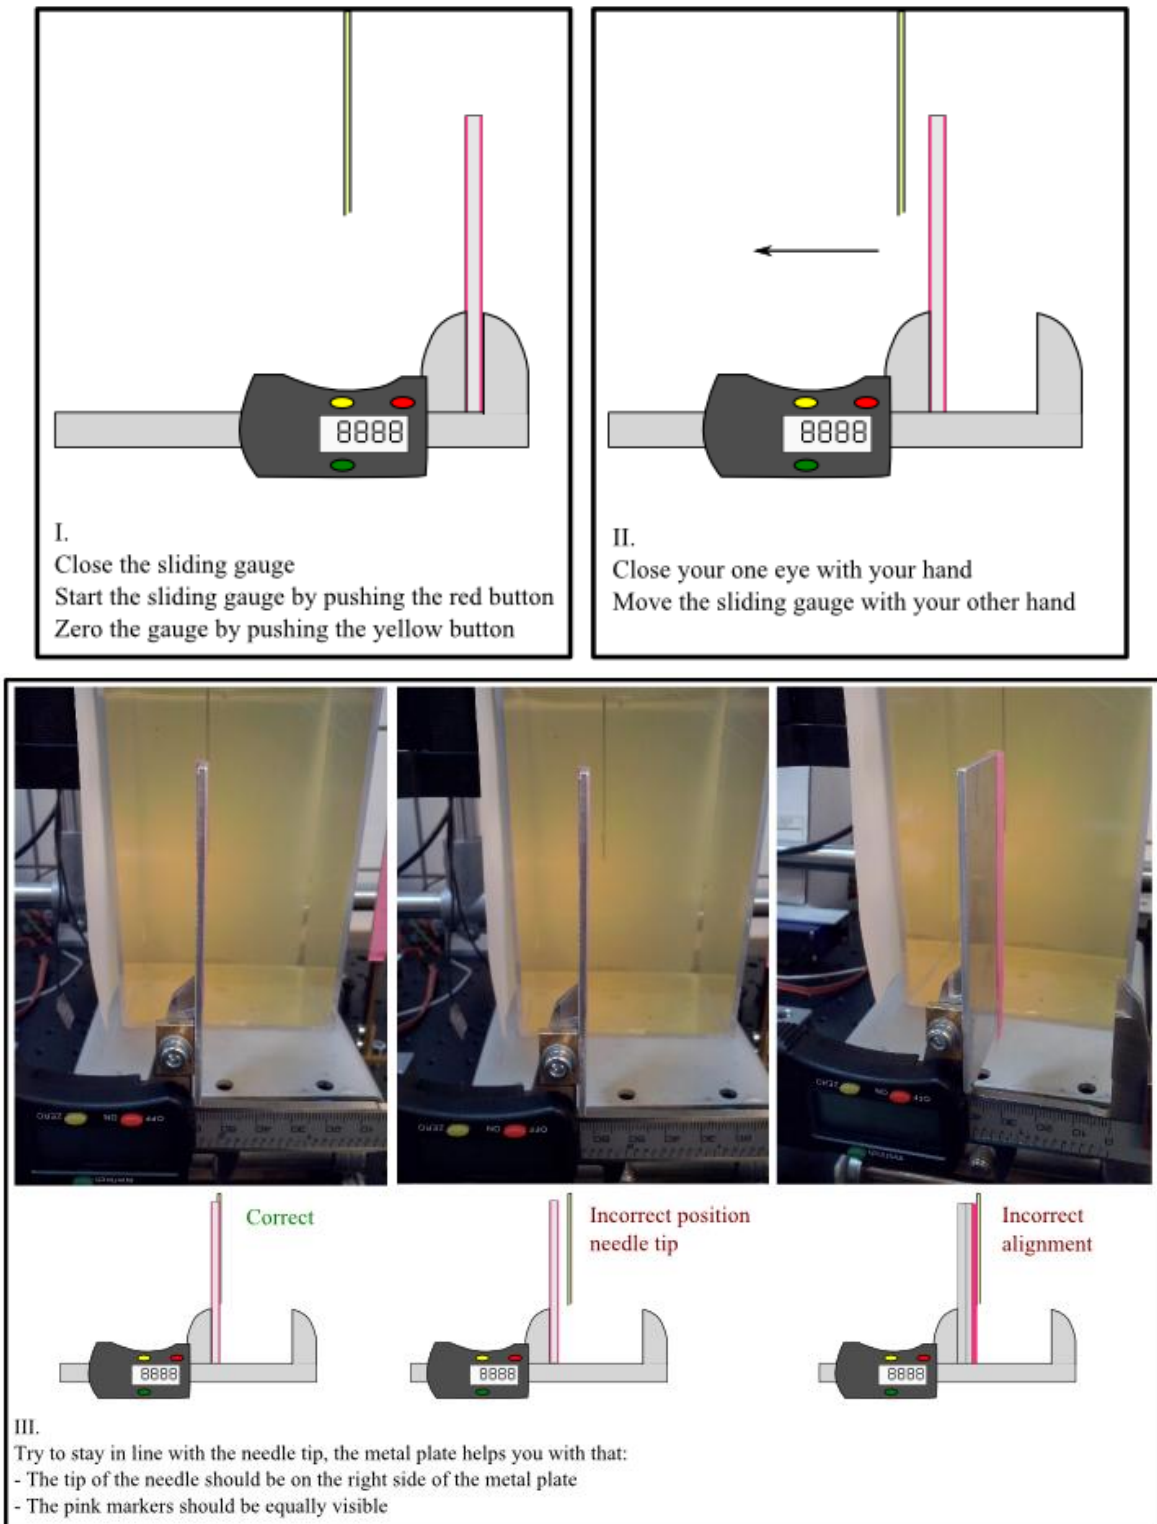 8888
I.
Close the sliding gauge
Start the sliding gauge by pushing the red button
Zero the gauge by pushing the yellow button
8888
II.
Close your one eye with your hand
Move the sliding gauge with your other hand
ZERO
ON
OFF
ZERO
ON
OFF
ZERO
ON
OFF
Correct
8888
Incorrect position
needle tip
8888
Incorrect
alignment
8888
III.
Try to stay in line with the needle tip, the metal plate helps you with that:
- The tip of the needle should be on the right side of the metal plate
- The pink markers should be equally visible